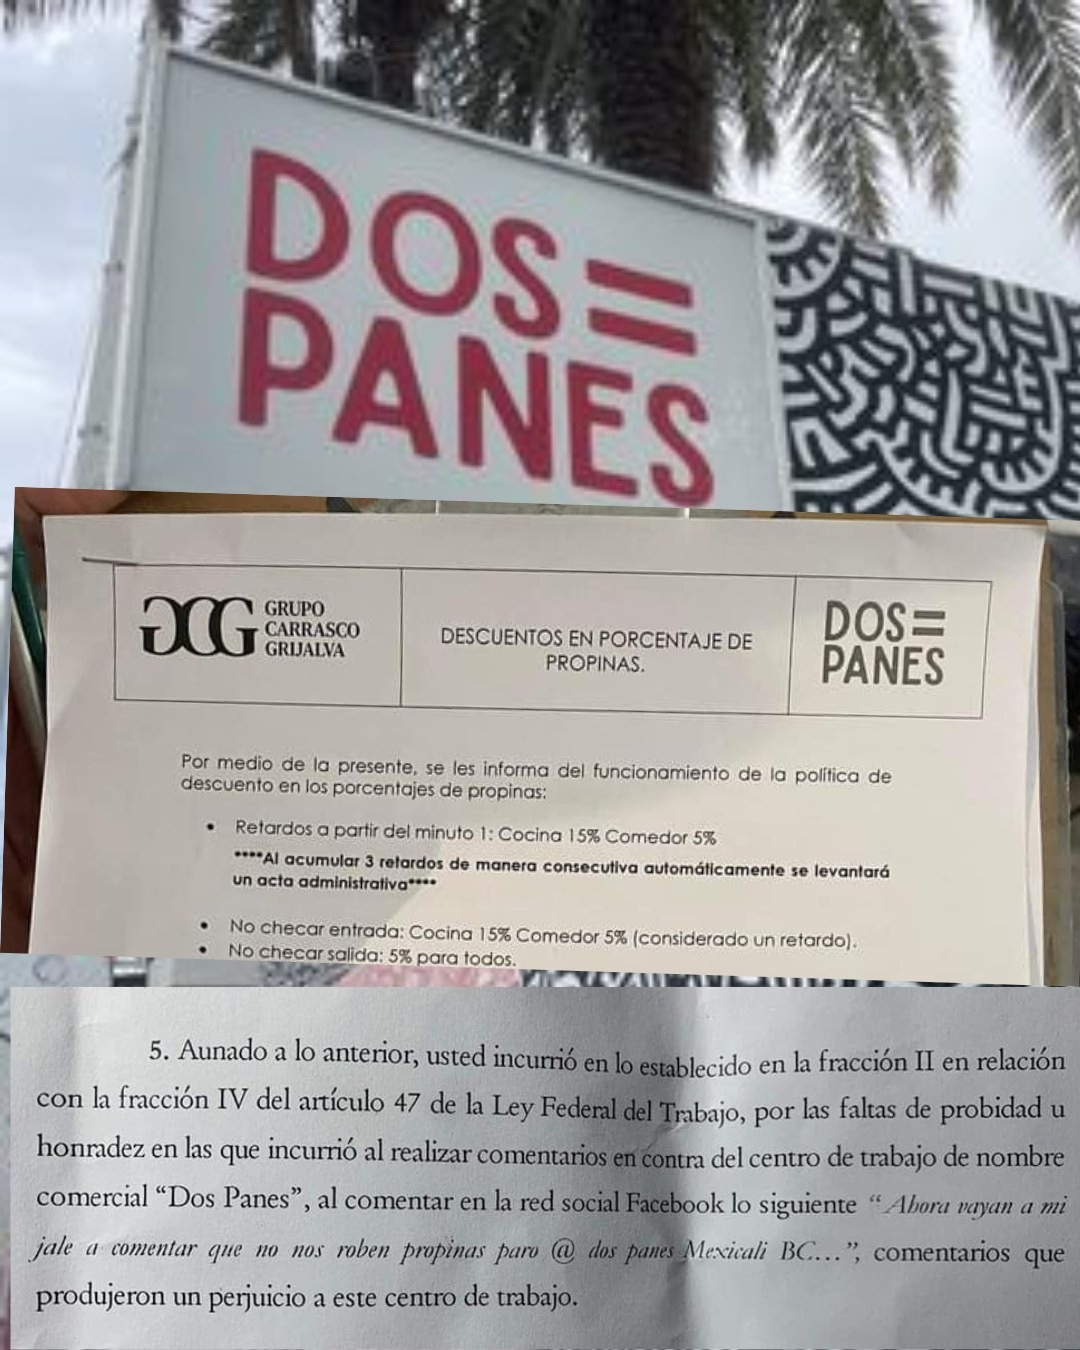 DOS=
PANES
GCG
GRUPO
CARRASCO
GRIJALVA
DESCUENTOS EN PORCENTAJE DE
PROPINAS.
DOS=
PANES
Por medio de la presente, se les informa del funcionamiento de la política de
descuento en los porcentajes de propinas:
• Retardos a partir del minuto 1: Cocina 15% Comedor 5%
****Al acumular 3 retardos de manera consecutiva automáticamente se levantará
un acta administrativa****
• No checar entrada: Cocina 15% Comedor 5% (considerado un retardo).
• No checar salida: 5% para todos.
5. Aunado a lo anterior, usted incurrió en lo establecido en la fracción II en relación
con la fracción IV del artículo 47 de la Ley Federal del Trabajo, por las faltas de probidad u
honradez en las que incurrió al realizar comentarios en contra del centro de trabajo de nombre
comercial “Dos Panes”, al comentar en la red social Facebook lo siguiente “Ahora vayan a mi
jale a comentar que no nos roben propinas paro @ dos panes Mexicali BC…”, comentarios que
produjeron un perjuicio a este centro de trabajo.